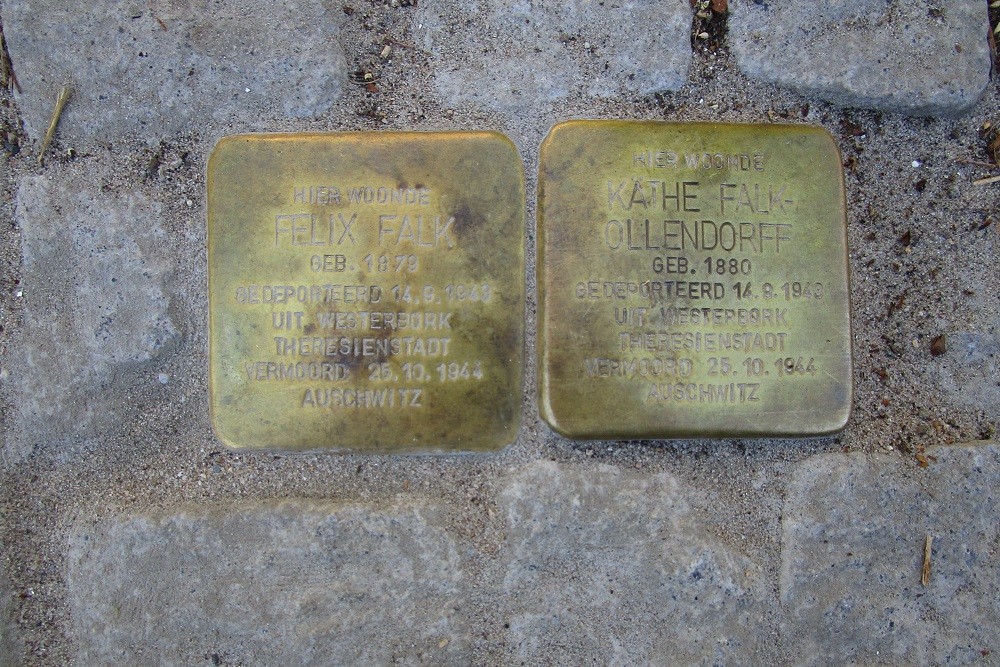 HIER WOONDE
FELIX FALK
GEB. 1879
GEDEPORTEERD 14.9.1943
UIT WESTERBORK
THERESIENSTADT
VERMOORD 25.10.1944
AUSCHWITZ
HIER WOONDE
KÄTHE FALK-
OLLENDORFF
GEB. 1880
GEDEPORTEERD 14.9.1943
UIT WESTERBORK
THERESIENSTADT
VERMOORD 25.10.1944
AUSCHWITZ